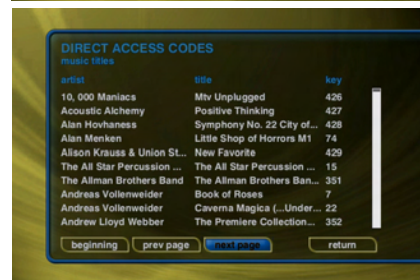 DIRECT ACCESS CODES
music titles
artist title key
10, 000 Maniacs Mtv Unplugged 426
Acoustic Alchemy Positive Thinking 427
Alan Hovhaness Symphony No. 22 City of... 428
Alan Menken Little Shop of Horrors M1 74
Alison Krauss & Union St... New Favorite 429
The All Star Percussion ... The All Star Percussion ... 15
The Allman Brothers Band The Allman Brothers Ban... 351
Andreas Vollenweider Book of Roses 7
Andreas Vollenweider Caverna Magica (...Under... 22
Andrew Lloyd Webber The Premiere Collection... 352
beginning prev page next page return